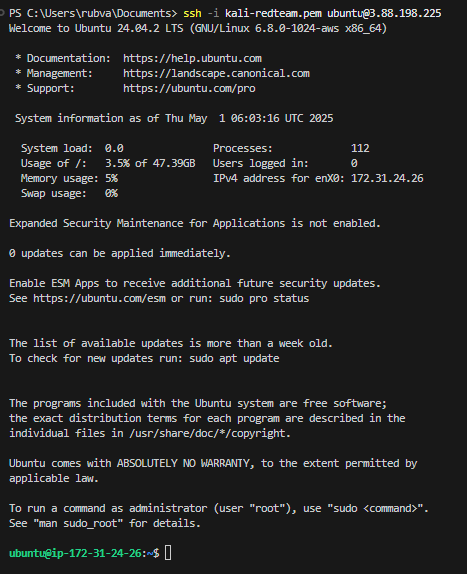 PS C:\Users\rubva\Documents> ssh -i kali-redteam.pem ubuntu@3.88.198.225
Welcome to Ubuntu 24.04.2 LTS (GNU/Linux 6.8.0-1024-aws x86_64)
* Documentation:  https://help.ubuntu.com
* Management:     https://landscape.canonical.com
* Support:        https://ubuntu.com/pro
System information as of Thu May  1 06:03:16 UTC 2025
System load:  0.0                Processes:             112
Usage of /:   3.5% of 47.39GB   Users logged in:       0
Memory usage: 5%                 IPv4 address for enX0: 172.31.24.26
Swap usage:   0%
Expanded Security Maintenance for Applications is not enabled.
0 updates can be applied immediately.
Enable ESM Apps to receive additional future security updates.
See https://ubuntu.com/esm or run: sudo pro status
The list of available updates is more than a week old.
To check for new updates run: sudo apt update
The programs included with the Ubuntu system are free software;
the exact distribution terms for each program are described in the
individual files in /usr/share/doc/*/copyright.
Ubuntu comes with ABSOLUTELY NO WARRANTY, to the extent permitted by
applicable law.
To run a command as administrator (user "root"), use "sudo <command>".
See "man sudo_root" for details.
ubuntu@ip-172-31-24-26:~$